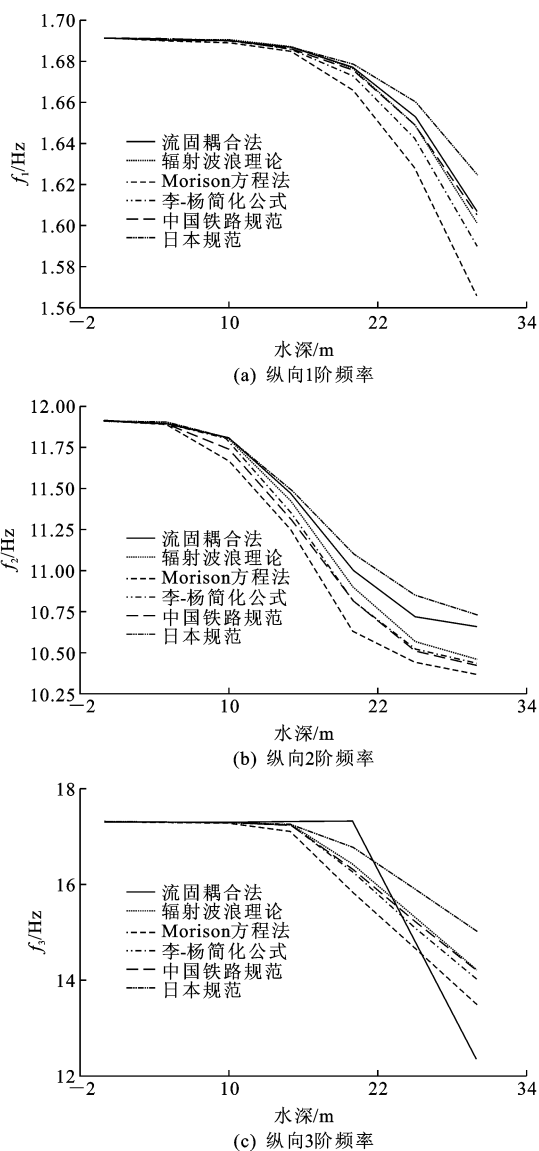 1.70
1.68
1.66
1.64
1.62
1.60
1.58
1.56
f₁/Hz
流固耦合法
辐射波浪理论
Morison方程法
李-杨简化公式
中国铁路规范
日本规范
−2 10 22 34
水深/m
(a) 纵向1阶频率
12.00
11.75
11.50
11.25
11.00
10.75
10.50
10.25
f₂/Hz
流固耦合法
辐射波浪理论
Morison方程法
李-杨简化公式
中国铁路规范
日本规范
−2 10 22 34
水深/m
(b) 纵向2阶频率
18
16
14
12
f₃/Hz
流固耦合法
辐射波浪理论
Morison方程法
李-杨简化公式
中国铁路规范
日本规范
−2 10 22 34
水深/m
(c) 纵向3阶频率